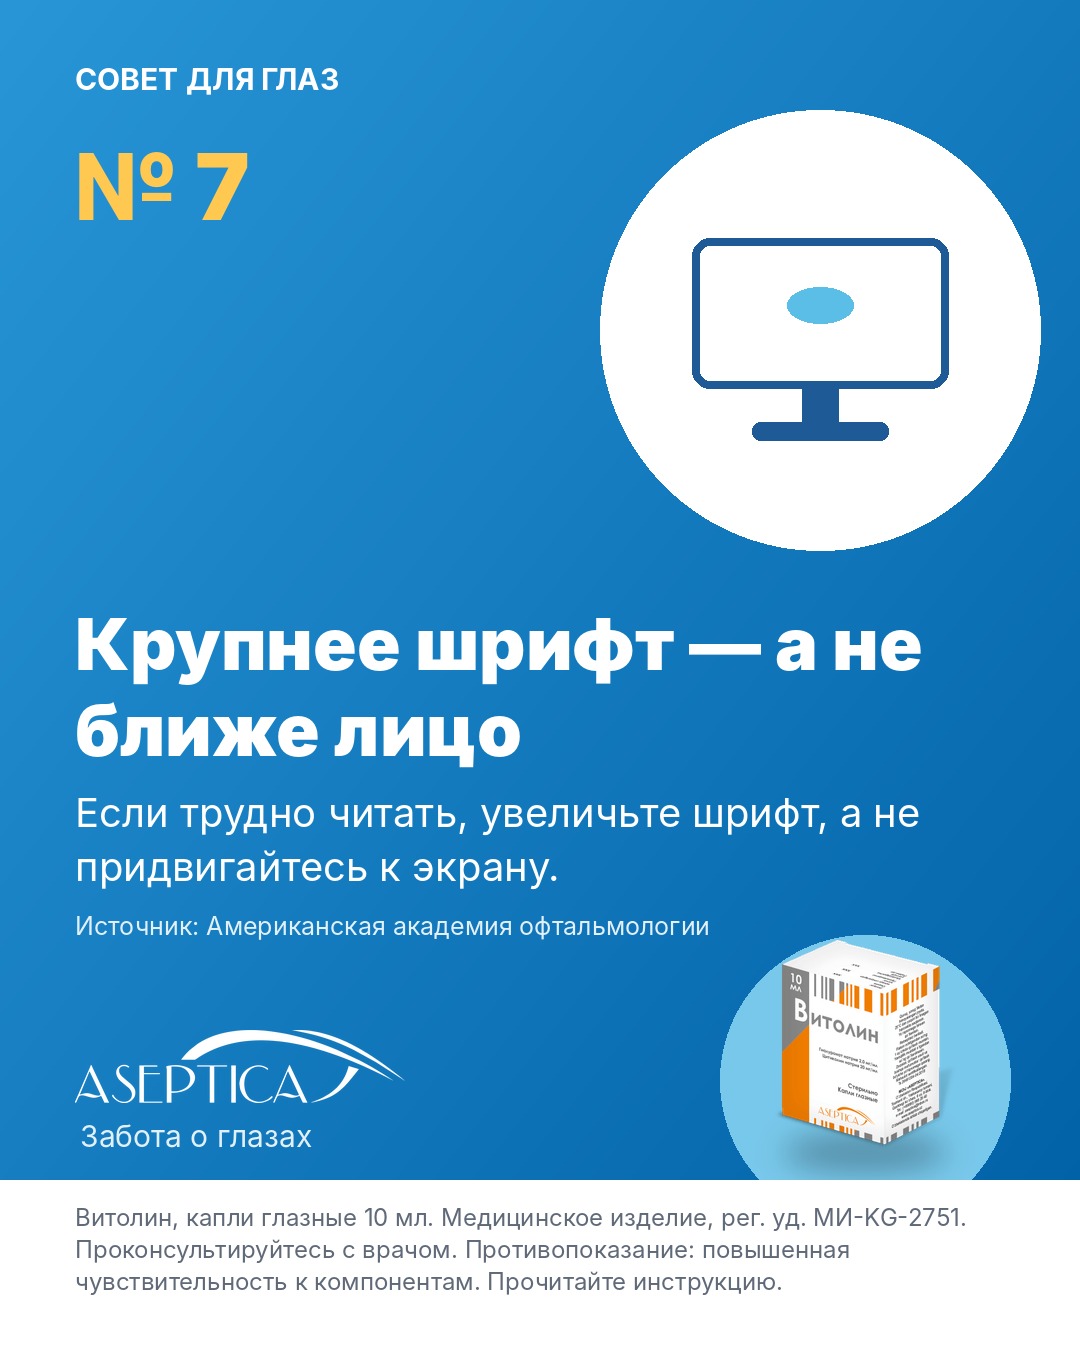 СОВЕТ ДЛЯ ГЛАЗ
№ 7
Крупнее шрифт — а не
ближе лицо
Если трудно читать, увеличьте шрифт, а не
придвигайтесь к экрану.
Источник: Американская академия офтальмологии
10
МЛ
Витолин
Стерильно
Капли глазные
ASEPTICA
ASEPTICA
Забота о глазах
Витолин, капли глазные 10 мл. Медицинское изделие, рег. уд. МИ-KG-2751.
Проконсультируйтесь с врачом. Противопоказание: повышенная
чувствительность к компонентам. Прочитайте инструкцию.